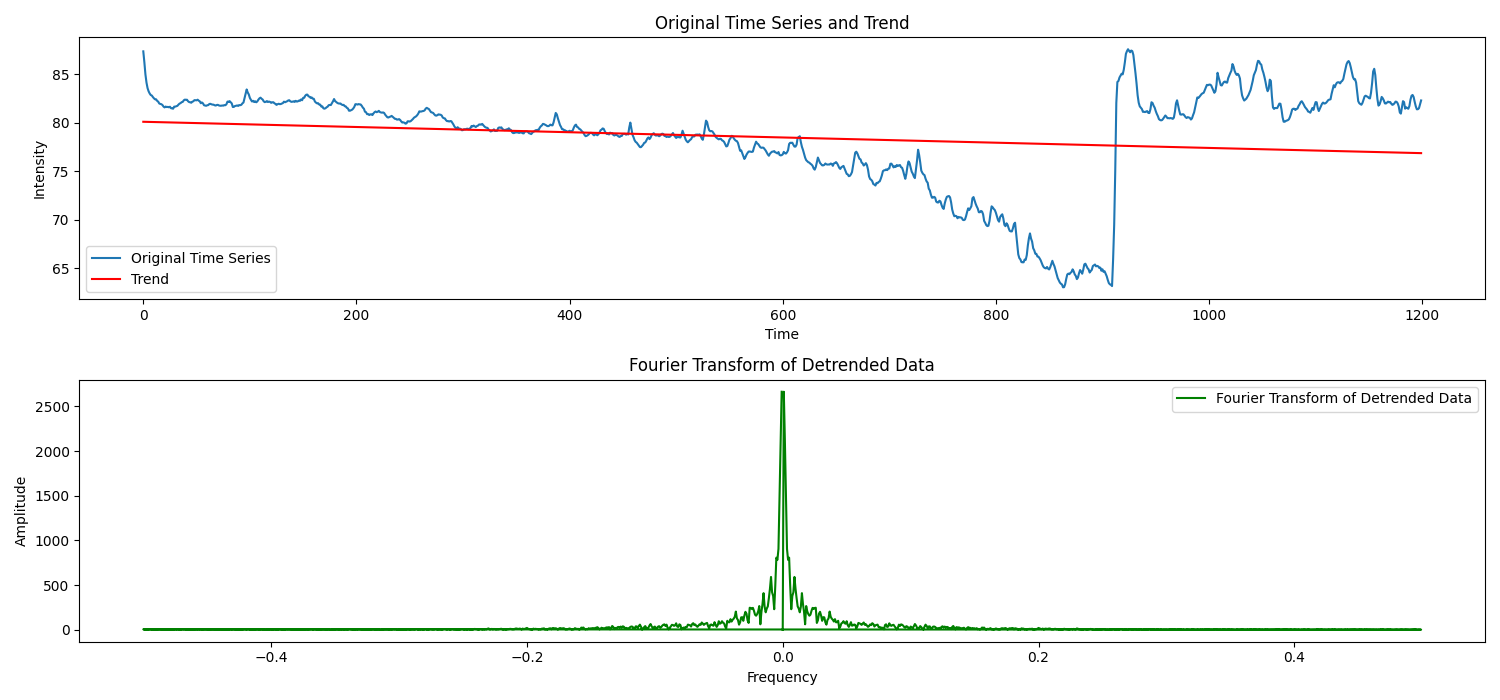 Original Time Series and Trend
Intensity
85
80
75
70
65
Original Time Series
Trend
0 200 400 600 800 1000 1200
Time
Fourier Transform of Detrended Data
Amplitude
2500
2000
1500
1000
500
0
Fourier Transform of Detrended Data
−0.4 −0.2 0.0 0.2 0.4
Frequency